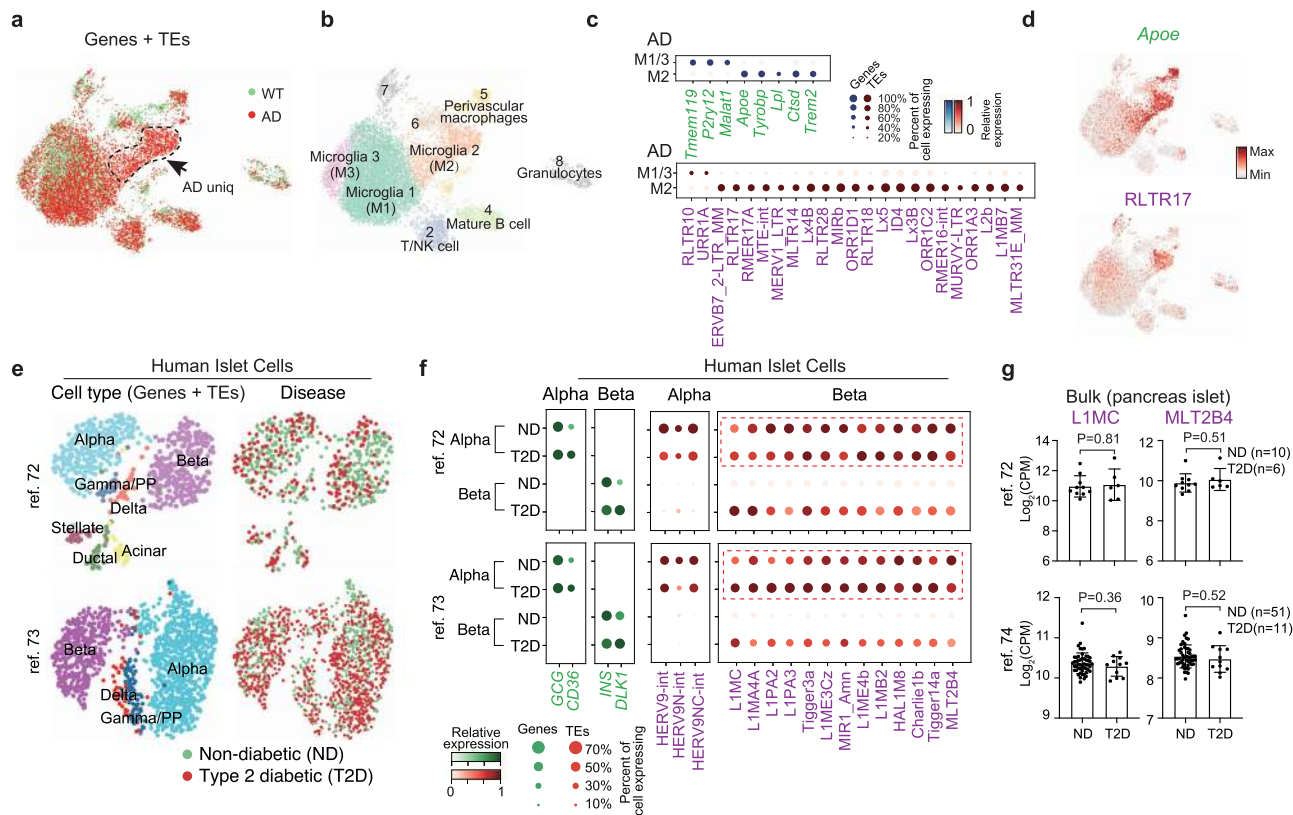 a
Genes + TEs
WT
AD
AD uniq
b
7
5
Perivascular
macrophages
6
Microglia 3
(M3)
Microglia 2
(M2)
Microglia 1
(M1)
8
Granulocytes
4
Mature B cell
2
T/NK cell
c
AD
M1/3
M2
Tmem119
P2ry12
Malat1
Apoe
Tyrobp
Lpl
Ctsd
Trem2
Genes
TEs
100%
80%
60%
40%
20%
Percent of
cell expressing
1
0
Relative
expression
AD
M1/3
M2
RLTR10
URR1A
ERVB7_2-LTR_MM
RLTR17
RMER17A
MTE-int
MERV1_LTR
MLTR14
Lx4B
RLTR28
MIRb
ORR1D1
RLTR18
Lx5
ID4
Lx3B
ORR1C2
RMER16-int
MURVY-LTR
ORR1A3
L2b
L1MB7
MLTR31E_MM
d
Apoe
Max
Min
RLTR17
e
Human Islet Cells
Cell type (Genes + TEs)
Disease
ref. 72
Alpha
Beta
Gamma/PP
Delta
Stellate
Ductal
Acinar
ref. 73
Beta
Alpha
Delta
Gamma/PP
Non-diabetic (ND)
Type 2 diabetic (T2D)
f
Human Islet Cells
Alpha
Beta
Alpha
Beta
ref. 72
Alpha
ND
T2D
Beta
ND
T2D
ref. 73
Alpha
ND
T2D
Beta
ND
T2D
GCG
CD36
INS
DLK1
HERV9-int
HERV9N-int
HERV9NC-int
L1MC
L1MA4A
L1PA2
L1PA3
Tigger3a
L1ME3Cz
MIR1_Amn
L1ME4b
L1MB2
HAL1M8
Charlie1b
Tigger14a
MLT2B4
Relative
expression
0
1
Genes
TEs
70%
50%
30%
10%
Percent of
cell expressing
g
Bulk (pancreas islet)
L1MC
MLT2B4
ref. 72
Log2(CPM)
14
12
10
8
6
P=0.81
12
10
8
6
P=0.51
ND (n=10)
T2D(n=6)
ref. 74
Log2(CPM)
12
11
10
9
P=0.36
ND
T2D
10
9
8
7
P=0.52
ND (n=51)
T2D(n=11)
ND
T2D